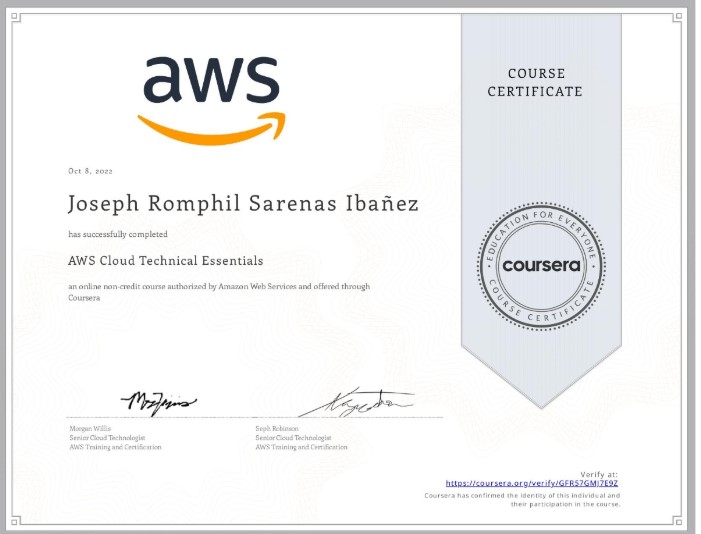 aws
COURSE
CERTIFICATE
Oct 8, 2022
Joseph Romphil Sarenas Ibañez
has successfully completed
AWS Cloud Technical Essentials
an online non-credit course authorized by Amazon Web Services and offered through
Coursera
EDUCATION FOR EVERYONE
coursera
COURSE CERTIFICATE
Morgan Willis
Senior Cloud Technologist
AWS Training and Certification
Seph Robinson
Senior Cloud Technologist
AWS Training and Certification
Verify at:
https://coursera.org/verify/GFR57GMJ7E9Z
Coursera has confirmed the identity of this individual and
their participation in the course.